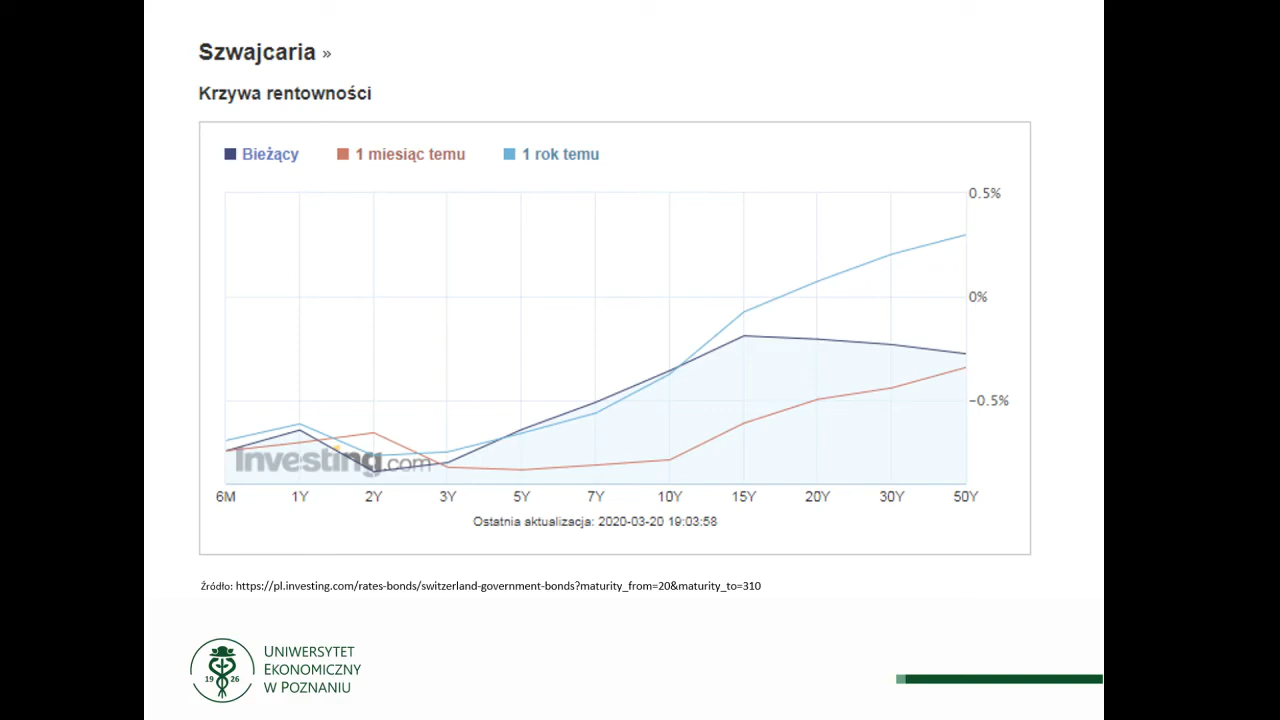 Szwajcaria »
Krzywa rentowności
Bieżący 1 miesiąc temu 1 rok temu
0.5%
0%
-0.5%
Investing.com
6M 1Y 2Y 3Y 5Y 7Y 10Y 15Y 20Y 30Y 50Y
Ostatnia aktualizacja: 2020-03-20 19:03:58
Źródło: https://pl.investing.com/rates-bonds/switzerland-government-bonds?maturity_from=20&maturity_to=310
19 26
UNIWERSYTET
EKONOMICZNY
W POZNANIU